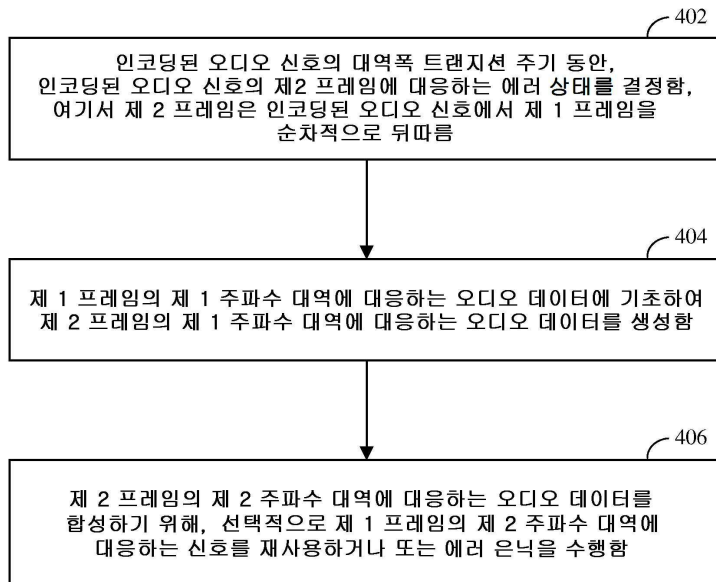 402
인코딩된 오디오 신호의 대역폭 트랜지션 주기 동안,
인코딩된 오디오 신호의 제2 프레임에 대응하는 에러 상태를 결정함,
여기서 제 2 프레임은 인코딩된 오디오 신호에서 제 1 프레임을
순차적으로 뒤따름
404
제 1 프레임의 제 1 주파수 대역에 대응하는 오디오 데이터에 기초하여
제 2 프레임의 제 1 주파수 대역에 대응하는 오디오 데이터를 생성함
406
제 2 프레임의 제 2 주파수 대역에 대응하는 오디오 데이터를
합성하기 위해, 선택적으로 제 1 프레임의 제 2 주파수 대역에
대응하는 신호를 재사용하거나 또는 에러 은닉을 수행함